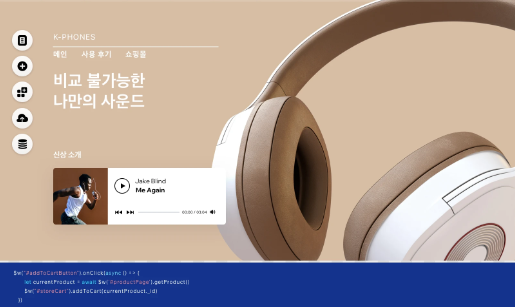 K-PHONES
메인 사용 후기 쇼핑몰
비교 불가능한
나만의 사운드
신상 소개
Jake Blind
Me Again
00:00 / 03:04
$w("#addToCartButton").onClick(async () => {
let currentProduct = await $w("#productPage").getProduct()
$w("#storeCart").addToCart(currentProduct._id)
})